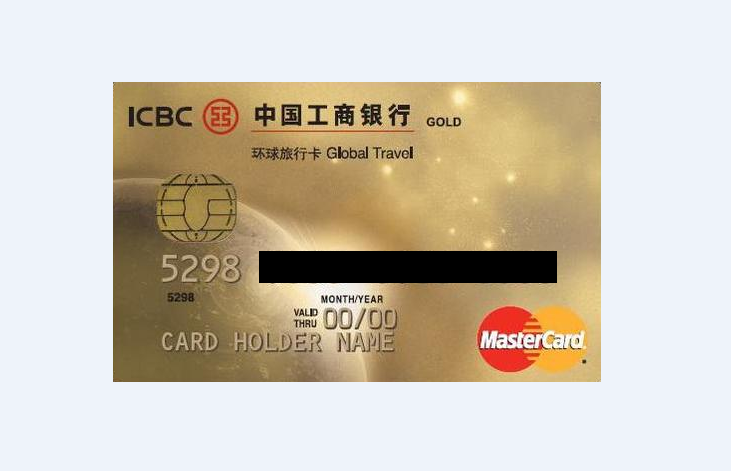 ICBC 中国工商银行 GOLD
环球旅行卡 Global Travel
5298
5298
MONTH/YEAR
VALID THRU 00/00
CARD HOLDER NAME
MasterCard